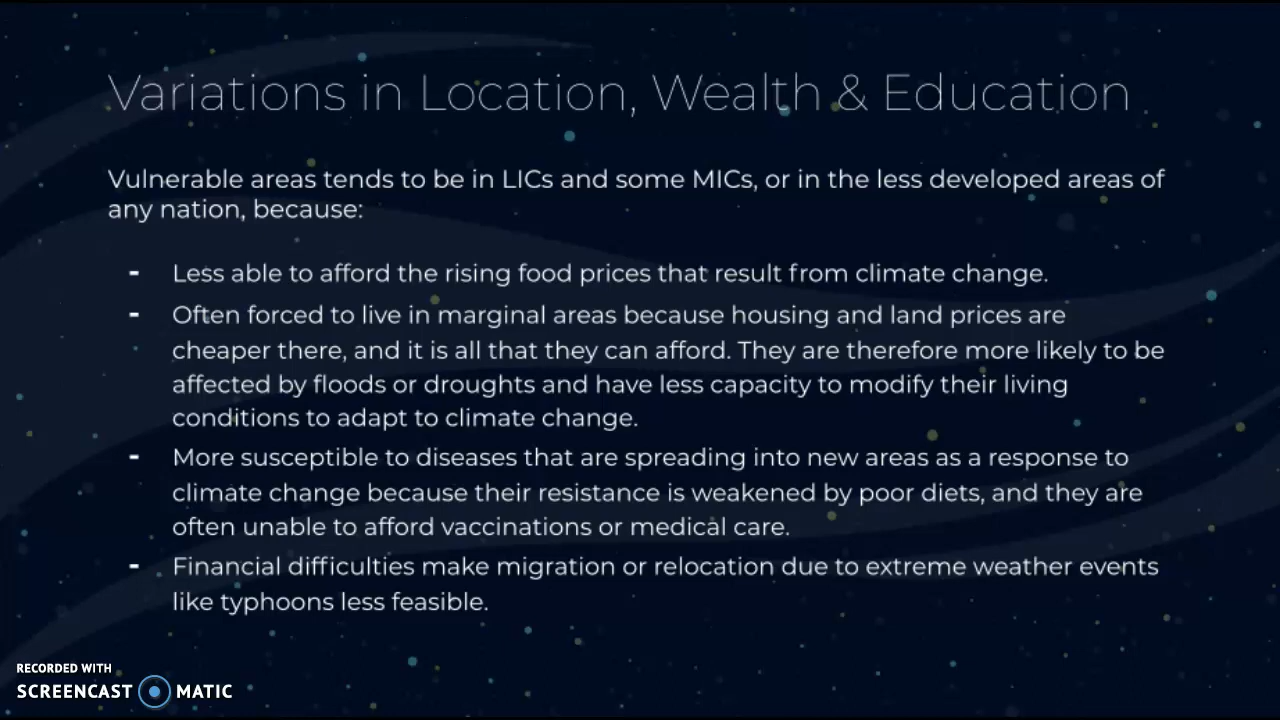 Variations in Location, Wealth & Education
Vulnerable areas tends to be in LICs and some MICs, or in the less developed areas of
any nation, because:
- Less able to afford the rising food prices that result from climate change.
- Often forced to live in marginal areas because housing and land prices are
cheaper there, and it is all that they can afford. They are therefore more likely to be
affected by floods or droughts and have less capacity to modify their living
conditions to adapt to climate change.
- More susceptible to diseases that are spreading into new areas as a response to
climate change because their resistance is weakened by poor diets, and they are
often unable to afford vaccinations or medical care.
- Financial difficulties make migration or relocation due to extreme weather events
like typhoons less feasible.
RECORDED WITH
SCREENCAST MATIC